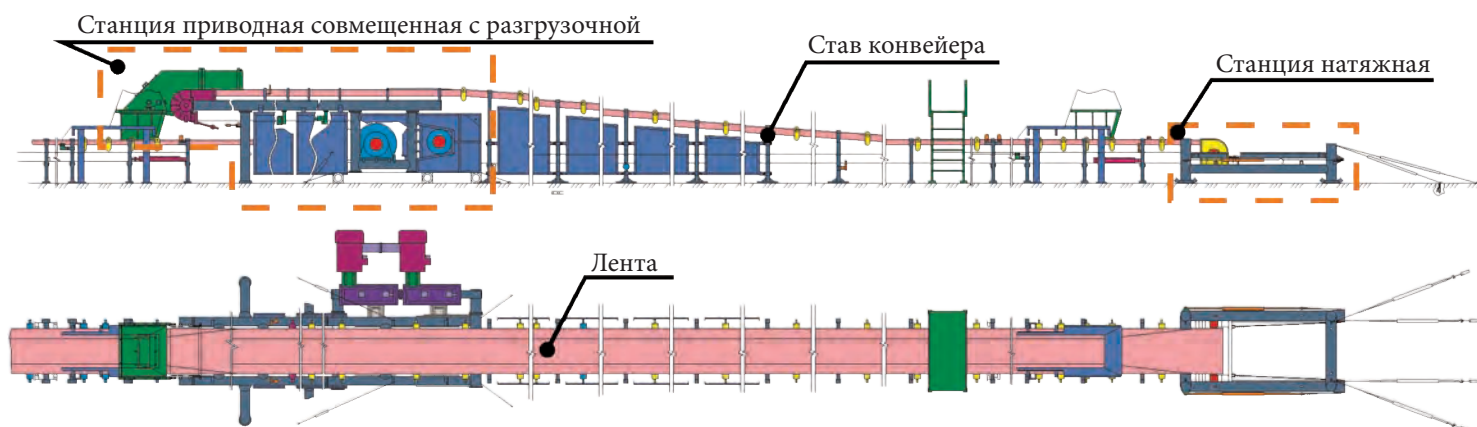 Станция приводная совмещенная с разгрузочной
Став конвейера
Станция натяжная
Лента